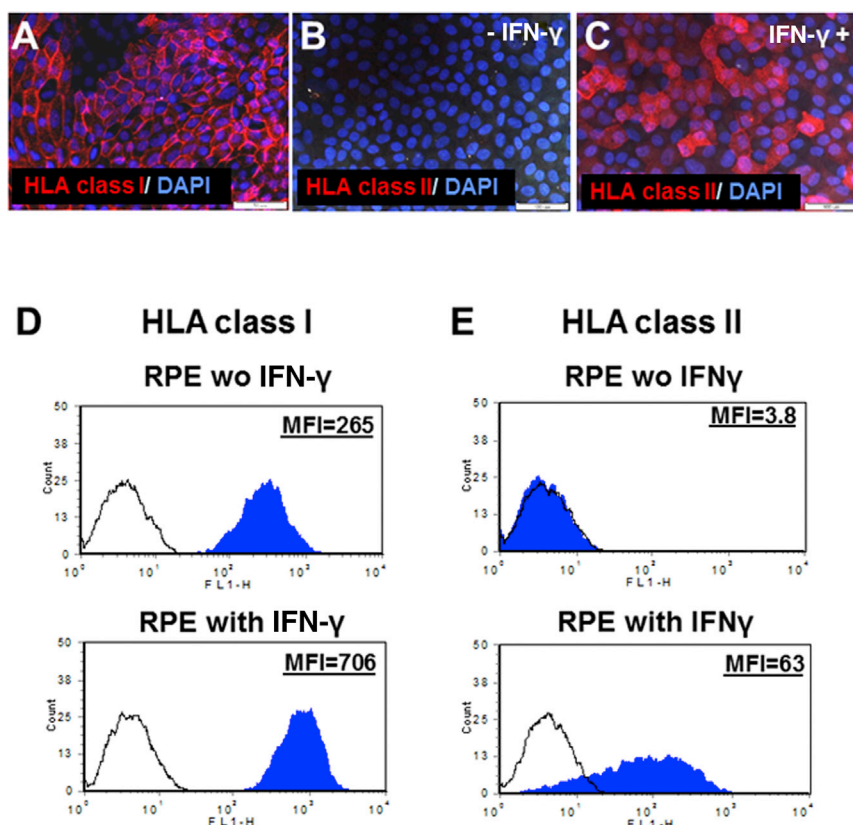 A
B
- IFN-γ
C
IFN-γ +
HLA class I/ DAPI
HLA class II/ DAPI
HLA class II/ DAPI
D
HLA class I
E
HLA class II
RPE wo IFN-γ
RPE wo IFNγ
50
38
25
13
0
Count
MFI=265
10⁰
10¹
10²
10³
10⁴
FL1-H
50
38
25
13
0
Count
MFI=3.8
10⁰
10¹
10²
10³
10⁴
FL1-H
RPE with IFN-γ
RPE with IFNγ
50
38
25
13
0
Count
MFI=706
10⁰
10¹
10²
10³
10⁴
FL1-H
50
38
25
13
0
Count
MFI=63
10⁰
10¹
10²
10³
10⁴
FL1-H